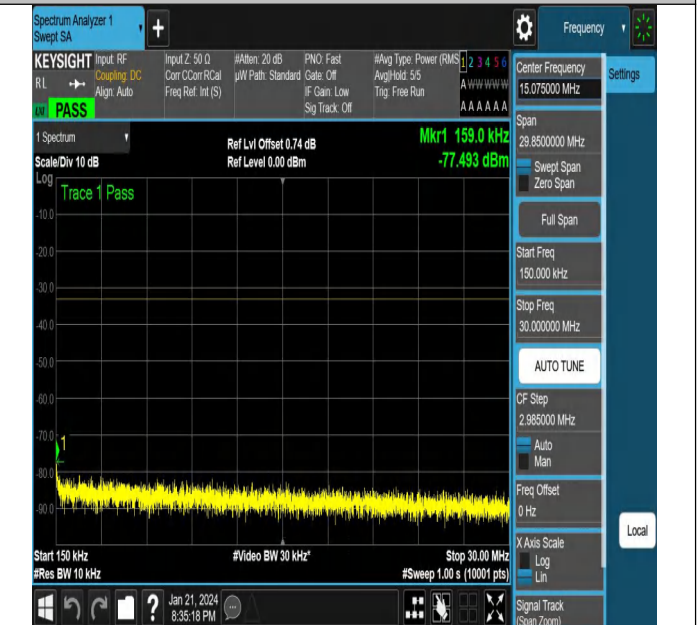 Spectrum Analyzer 1
Swept SA
+
Frequency
KEYSIGHT
RL
PASS
Input: RF
Coupling: DC
Align: Auto
Input Z: 50 Ω
Corr CCorr RCal
Freq Ref: Int (S)
#Atten: 20 dB
µW Path: Standard
PNO: Fast
Gate: Off
IF Gain: Low
Sig Track: Off
#Avg Type: Power (RMS
Avg|Hold: 5/5
Trig: Free Run
1 2 3 4 5 6
A W W W W W
A A A A A A
1 Spectrum
Scale/Div 10 dB
Ref Lvl Offset 0.74 dB
Ref Level 0.00 dBm
Mkr1 159.0 kHz
-77.493 dBm
Log
Trace 1 Pass
-10.0
-20.0
-30.0
-40.0
-50.0
-60.0
-70.0
-80.0
-90.0
1
Start 150 kHz
#Res BW 10 kHz
#Video BW 30 kHz*
Stop 30.00 MHz
#Sweep 1.00 s (10001 pts)
?
Jan 21, 2024
8:35:18 PM
Center Frequency
15.075000 MHz
Settings
Span
29.8500000 MHz
Swept Span
Zero Span
Full Span
Start Freq
150.000 kHz
Stop Freq
30.000000 MHz
AUTO TUNE
CF Step
2.985000 MHz
Auto
Man
Freq Offset
0 Hz
Local
X Axis Scale
Log
Lin
Signal Track
(Span Zoom)